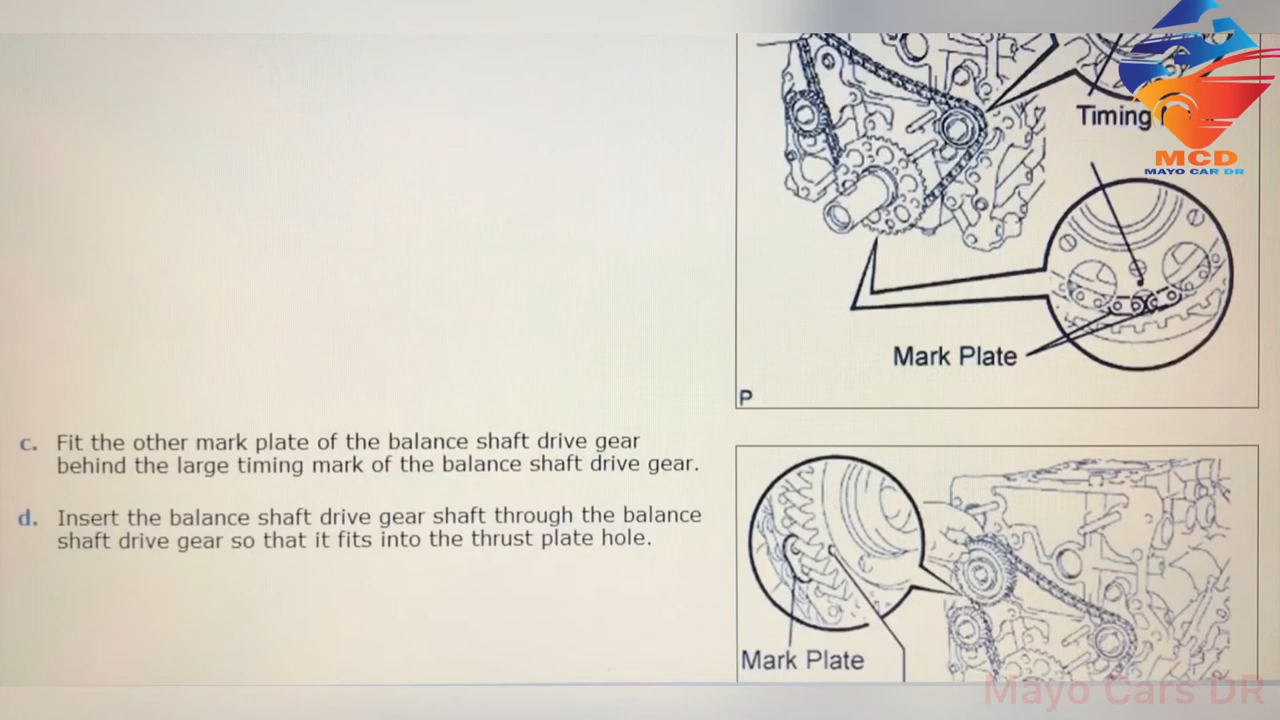 Timing
MCD
MAYO CAR DR
Mark Plate
P
c. Fit the other mark plate of the balance shaft drive gear
behind the large timing mark of the balance shaft drive gear.
d. Insert the balance shaft drive gear shaft through the balance
shaft drive gear so that it fits into the thrust plate hole.
Mark Plate
Mayo Cars DR